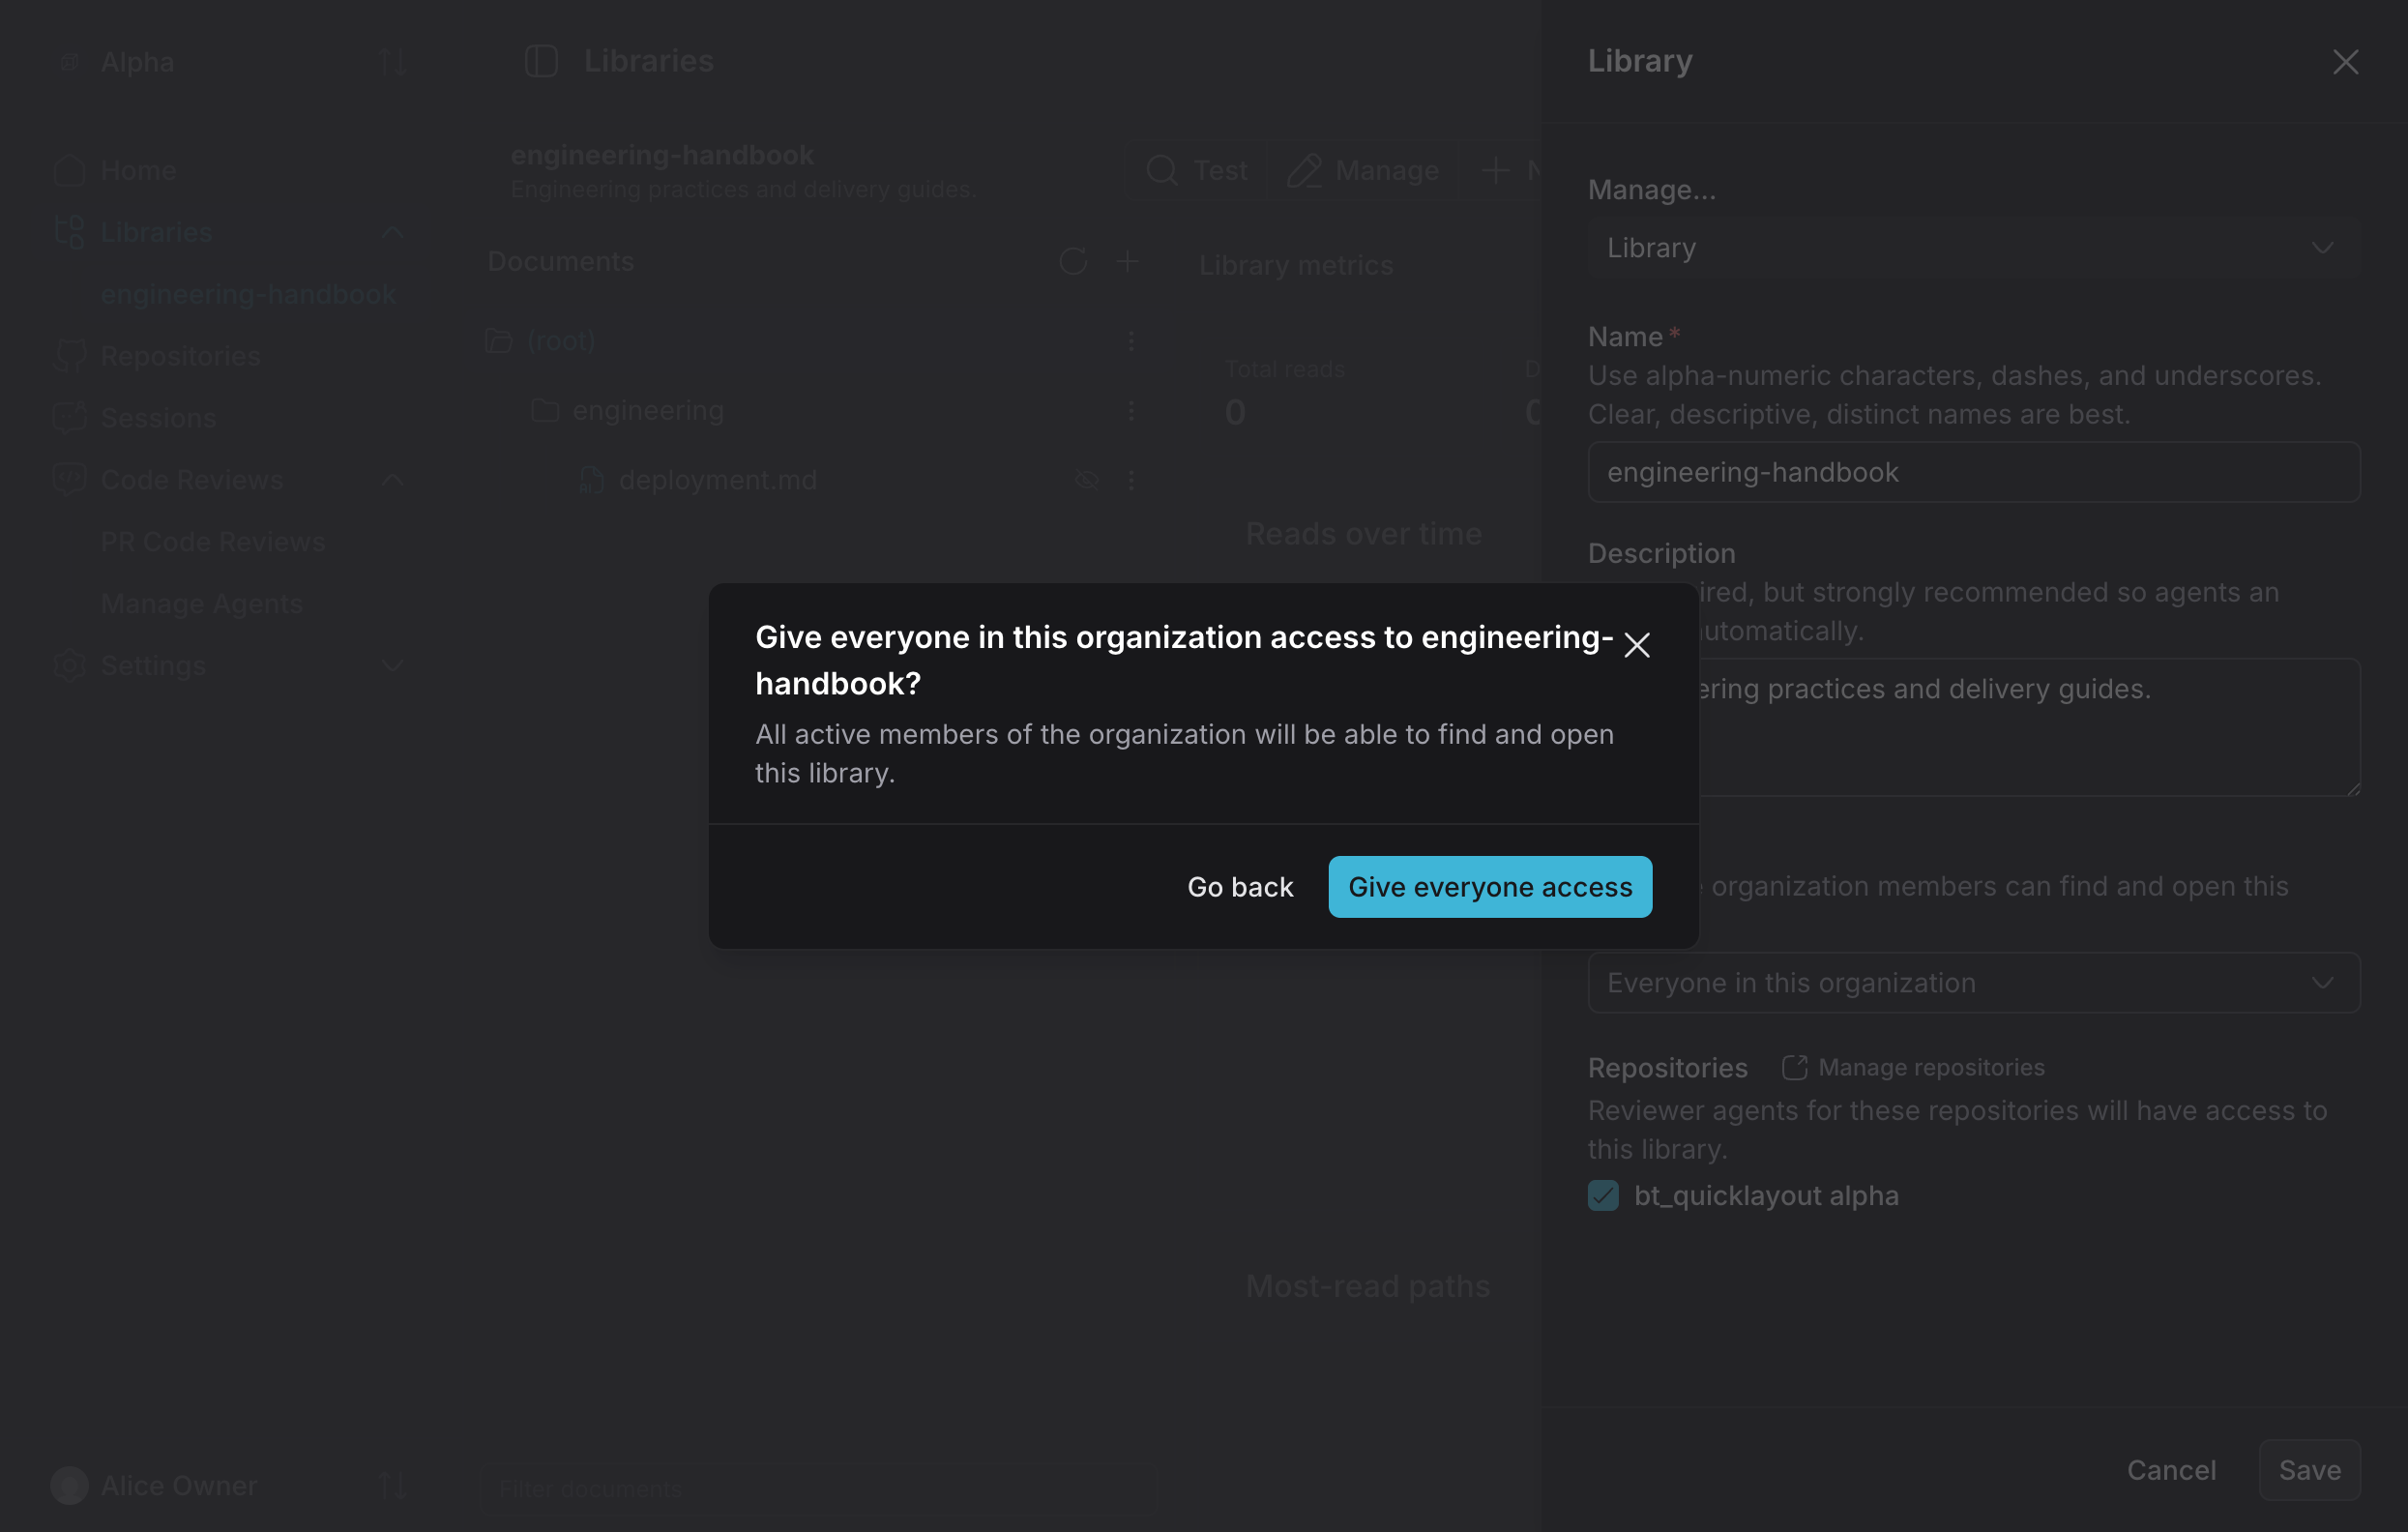 Alpha
Home
Libraries
engineering-handbook
Repositories
Sessions
Code Reviews
PR Code Reviews
Manage Agents
Settings
Alice Owner
Libraries
engineering-handbook
Engineering practices and delivery guides.
Test
Manage
Documents
(root)
engineering
deployment.md
Filter documents
Library metrics
Total reads
0
Reads over time
Most-read paths
Give everyone in this organization access to engineering-
handbook?
All active members of the organization will be able to find and open
this library.
Go back
Give everyone access
Library
Manage...
Library
Name *
Use alpha-numeric characters, dashes, and underscores.
Clear, descriptive, distinct names are best.
engineering-handbook
Description
but strongly recommended so agents an
practices and delivery guides.
organization members can find and open this
Everyone in this organization
Repositories
Manage repositories
Reviewer agents for these repositories will have access to
this library.
bt_quicklayout alpha
Cancel
Save